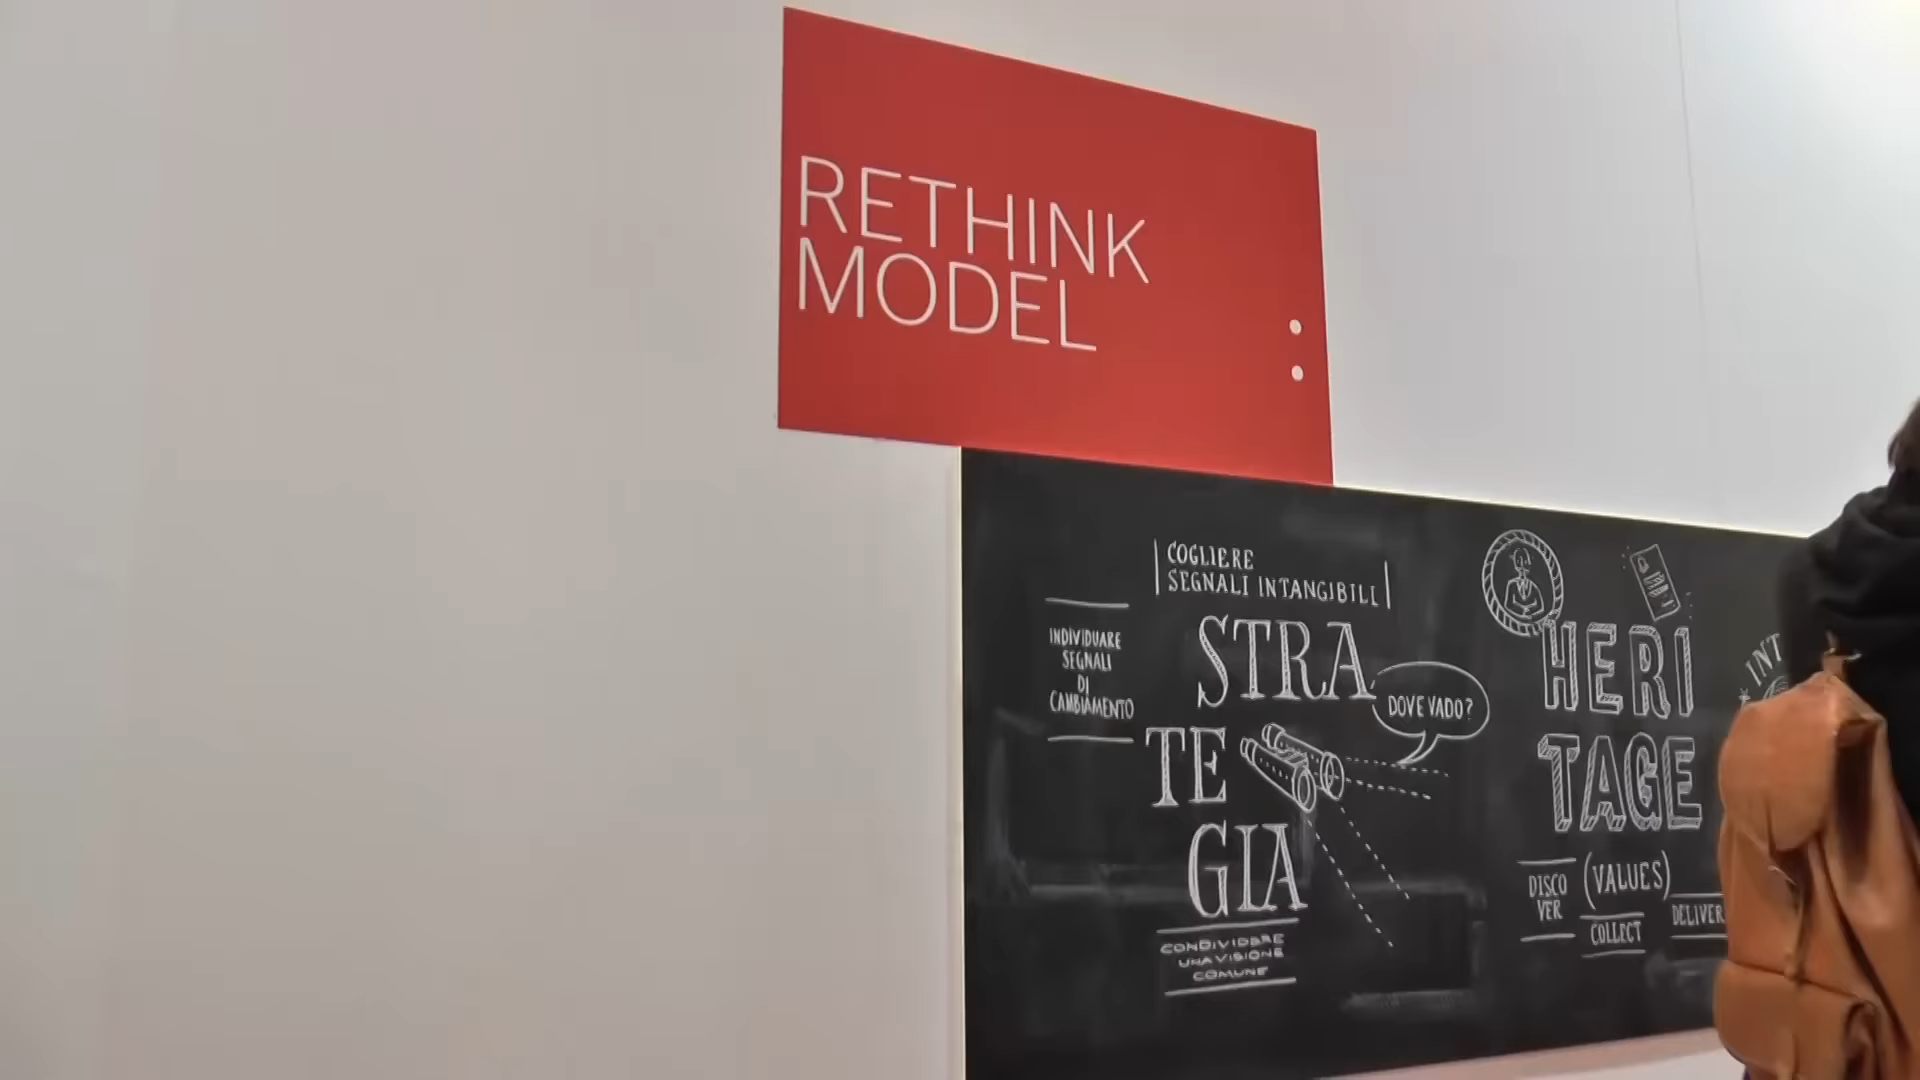 RETHINK
MODEL
COGLIERE
SEGNALI INTANGIBILI
INDIVIDUARE
SEGNALI
DI
CAMBIAMENTO
STRA
TE
GIA
DOVE VADO?
CONDIVIDERE
UNA VISIONE
COMUNE
HERI
TAGE
DISCO
VER
(VALUES)
COLLECT
DELIVER
INT